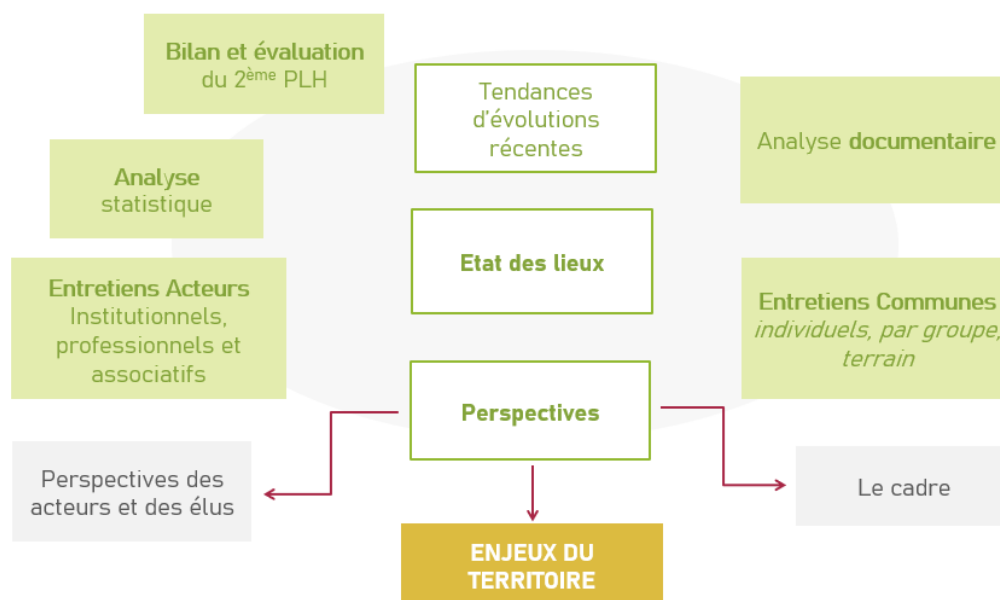 Bilan et évaluation
du 2ème PLH
Tendances
d'évolutions
récentes
Analyse documentaire
Analyse
statistique
Etat des lieux
Entretiens Acteurs
Institutionnels,
professionnels et
associatifs
Entretiens Communes
individuels, par groupe,
terrain
Perspectives
Perspectives des
acteurs et des élus
Le cadre
ENJEUX DU
TERRITOIRE